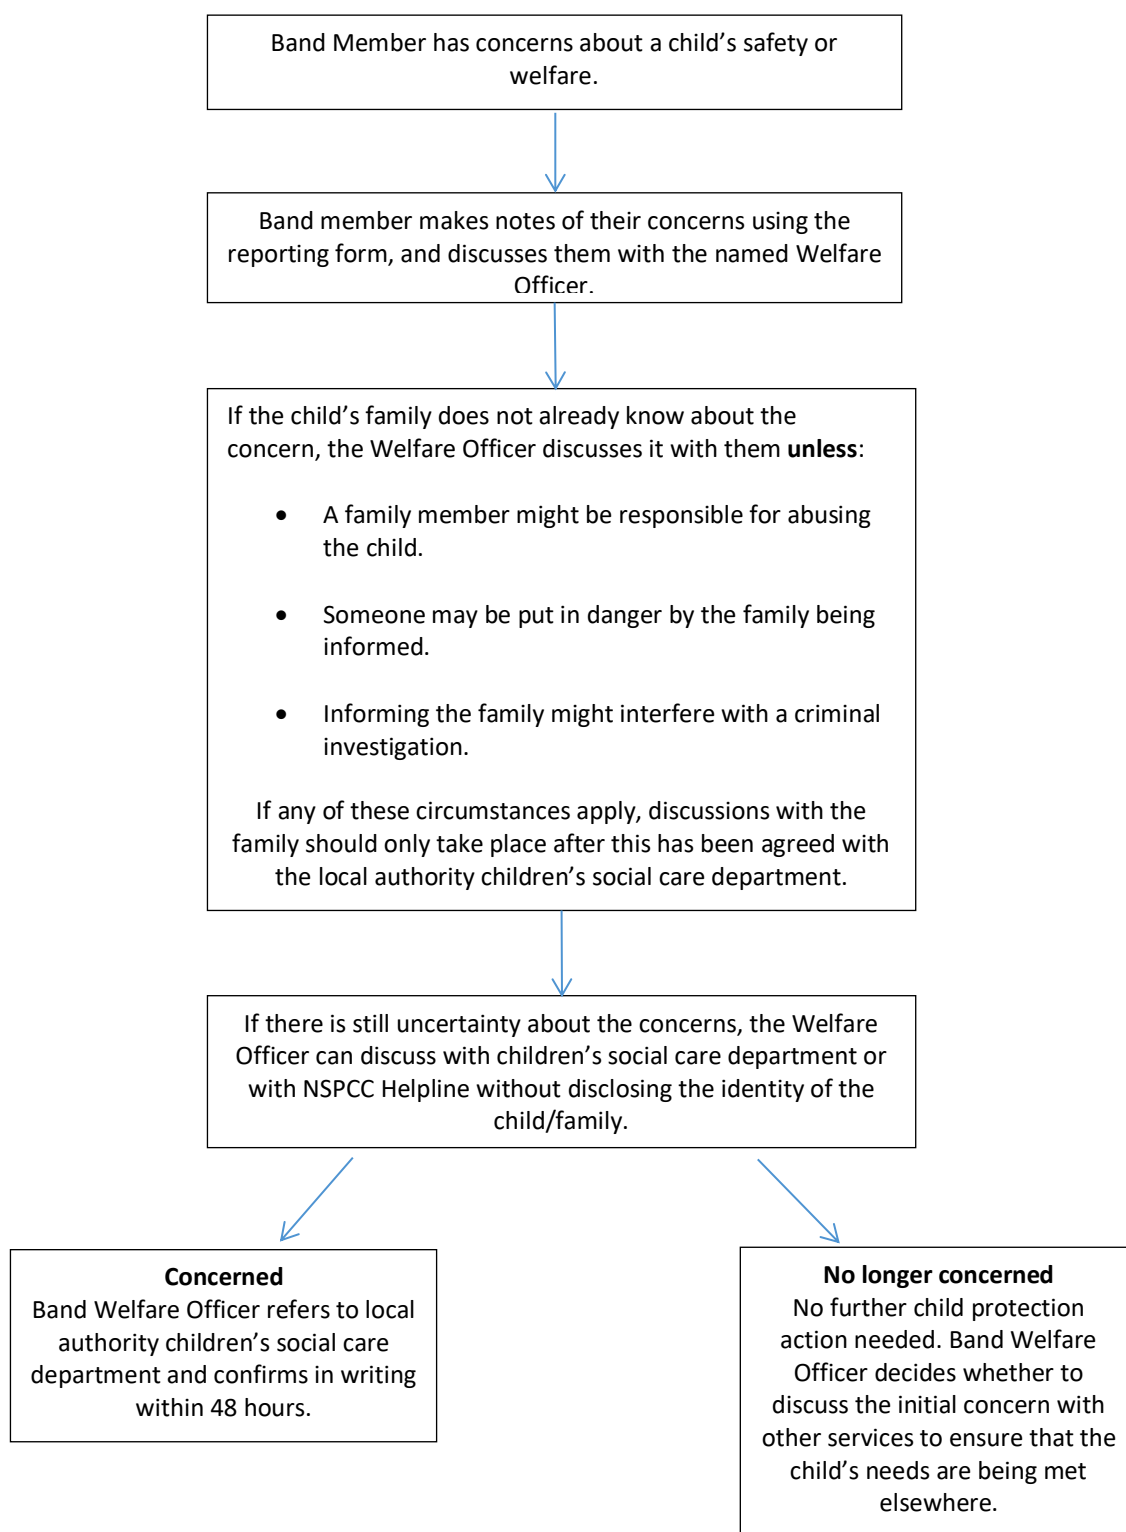 Band Member has concerns about a child’s safety or
welfare.
Band member makes notes of their concerns using the
reporting form, and discusses them with the named Welfare
Officer.
If the child’s family does not already know about the
concern, the Welfare Officer discusses it with them unless:
• A family member might be responsible for abusing
the child.
• Someone may be put in danger by the family being
informed.
• Informing the family might interfere with a criminal
investigation.
If any of these circumstances apply, discussions with the
family should only take place after this has been agreed with
the local authority children’s social care department.
If there is still uncertainty about the concerns, the Welfare
Officer can discuss with children’s social care department or
with NSPCC Helpline without disclosing the identity of the
child/family.
Concerned
Band Welfare Officer refers to local
authority children’s social care
department and confirms in writing
within 48 hours.
No longer concerned
No further child protection
action needed. Band Welfare
Officer decides whether to
discuss the initial concern with
other services to ensure that the
child’s needs are being met
elsewhere.